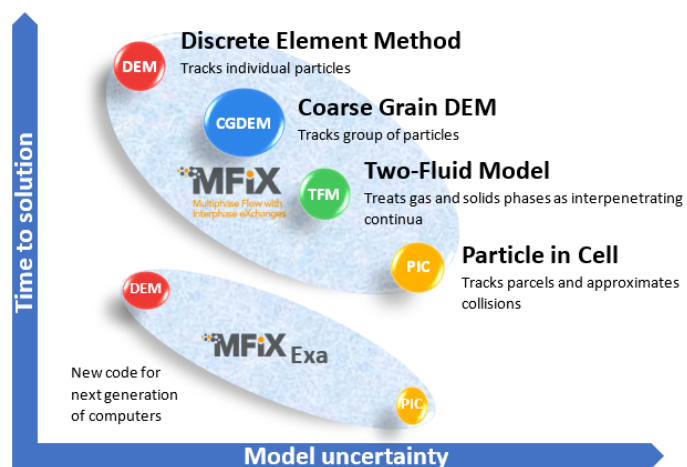 Discrete Element Method
DEM
Tracks individual particles
Coarse Grain DEM
CGDEM
Tracks group of particles
Two-Fluid Model
MFiX
TFM
Treats gas and solids phases as interpenetrating
Multiphase Flow with
Interphase eXchanges
continua
Particle in Cell
PIC
Tracks parcels and approximates
collisions
Time to solution
DEM
MFiX Exa
New code for
next generation
of computers
PIC
Model uncertainty